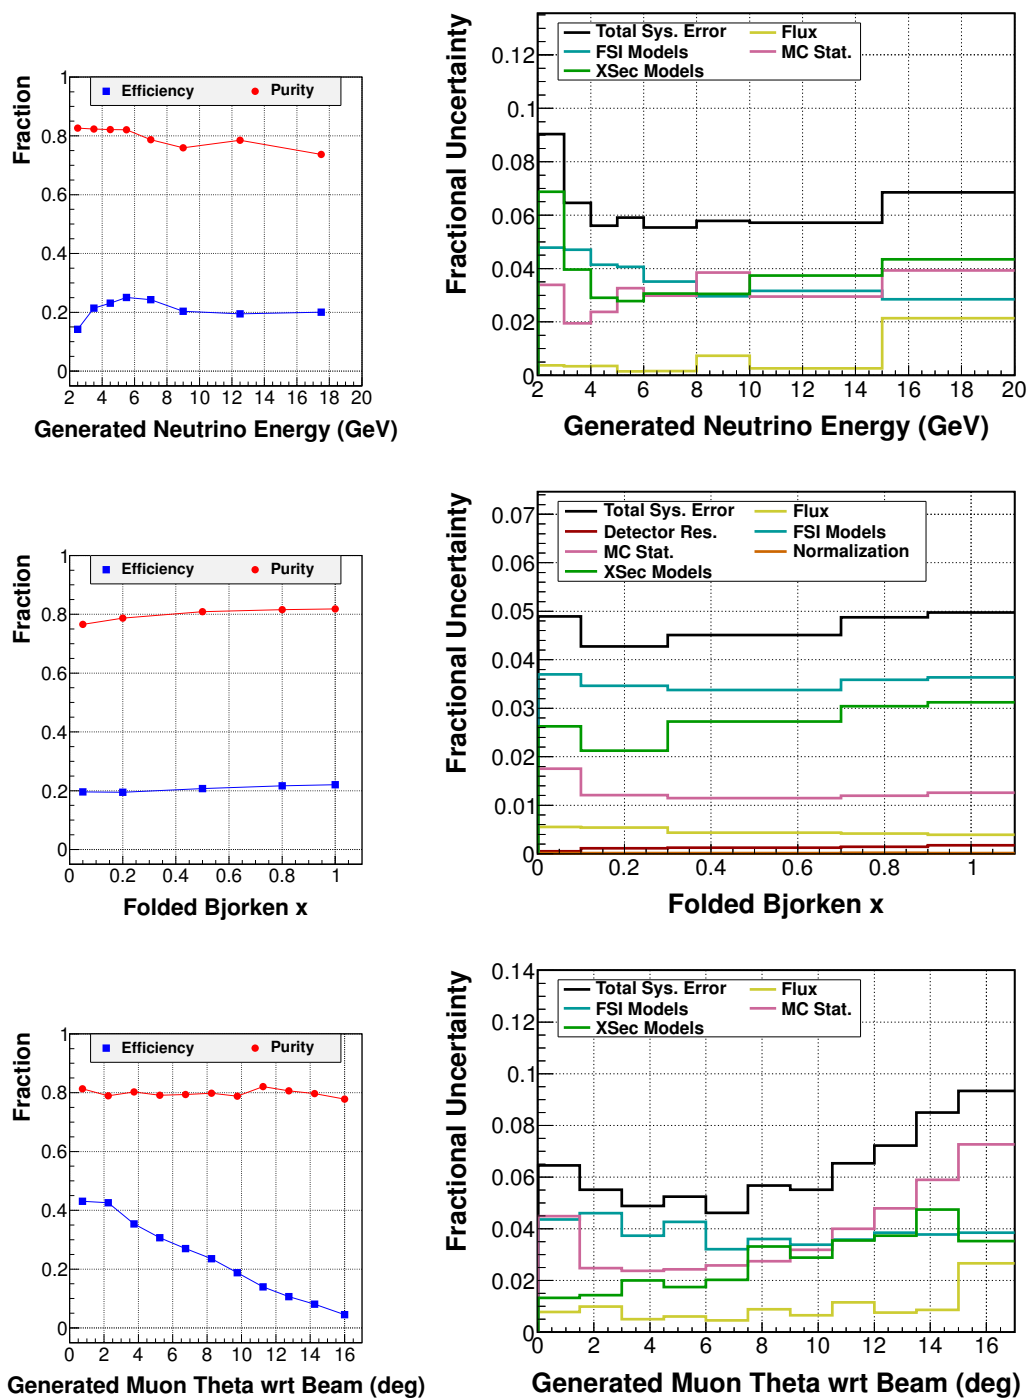 Fraction
1
0.8
0.6
0.4
0.2
0
Efficiency Purity
2 4 6 8 10 12 14 16 18 20
Generated Neutrino Energy (GeV)
Fractional Uncertainty
0.12
0.1
0.08
0.06
0.04
0.02
0
Total Sys. Error Flux
FSI Models MC Stat.
XSec Models
2 4 6 8 10 12 14 16 18 20
Generated Neutrino Energy (GeV)
Fraction
1
0.8
0.6
0.4
0.2
0
Efficiency Purity
0 0.2 0.4 0.6 0.8 1
Folded Bjorken x
Fractional Uncertainty
0.07
0.06
0.05
0.04
0.03
0.02
0.01
0
Total Sys. Error Flux
Detector Res. FSI Models
MC Stat. Normalization
XSec Models
0 0.2 0.4 0.6 0.8 1
Folded Bjorken x
Fraction
1
0.8
0.6
0.4
0.2
0
Efficiency Purity
0 2 4 6 8 10 12 14 16
Generated Muon Theta wrt Beam (deg)
Fractional Uncertainty
0.14
0.12
0.1
0.08
0.06
0.04
0.02
0
Total Sys. Error Flux
FSI Models MC Stat.
XSec Models
0 2 4 6 8 10 12 14 16
Generated Muon Theta wrt Beam (deg)